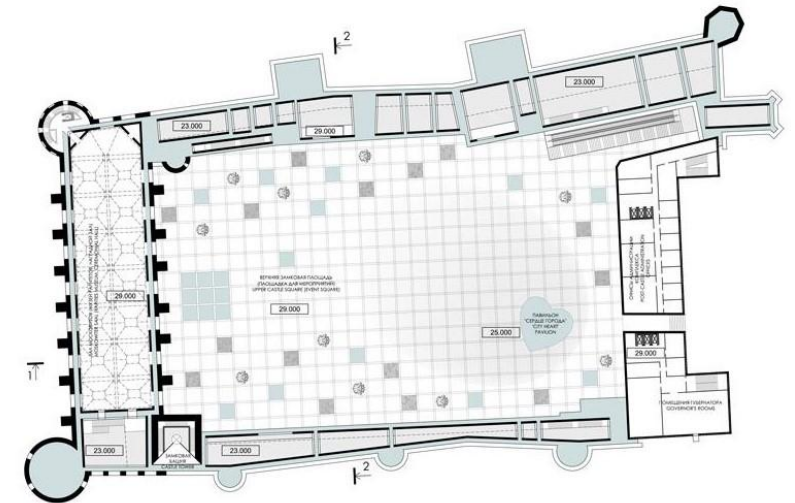 2
23.000
23.000
29.000
29.000
ВЕРХНЯЯ ЗАМКОВАЯ ПЛОЩАДЬ
(ПЛОЩАДКА ДЛЯ МЕРОПРИЯТИЙ)
UPPER CASTLE SQUARE (EVENT SQUARE)
29.000
ПАВИЛЬОН
"СЕРДЦЕ ГОРОДА"
"CITY HEART"
PAVILION
25.000
29.000
ПОМЕЩЕНИЯ ГУБЕРНАТОРА
GOVERNOR'S ROOMS
1
23.000
ЗАМКОВАЯ
БАШНЯ
CASTLE TOWER
23.000
2